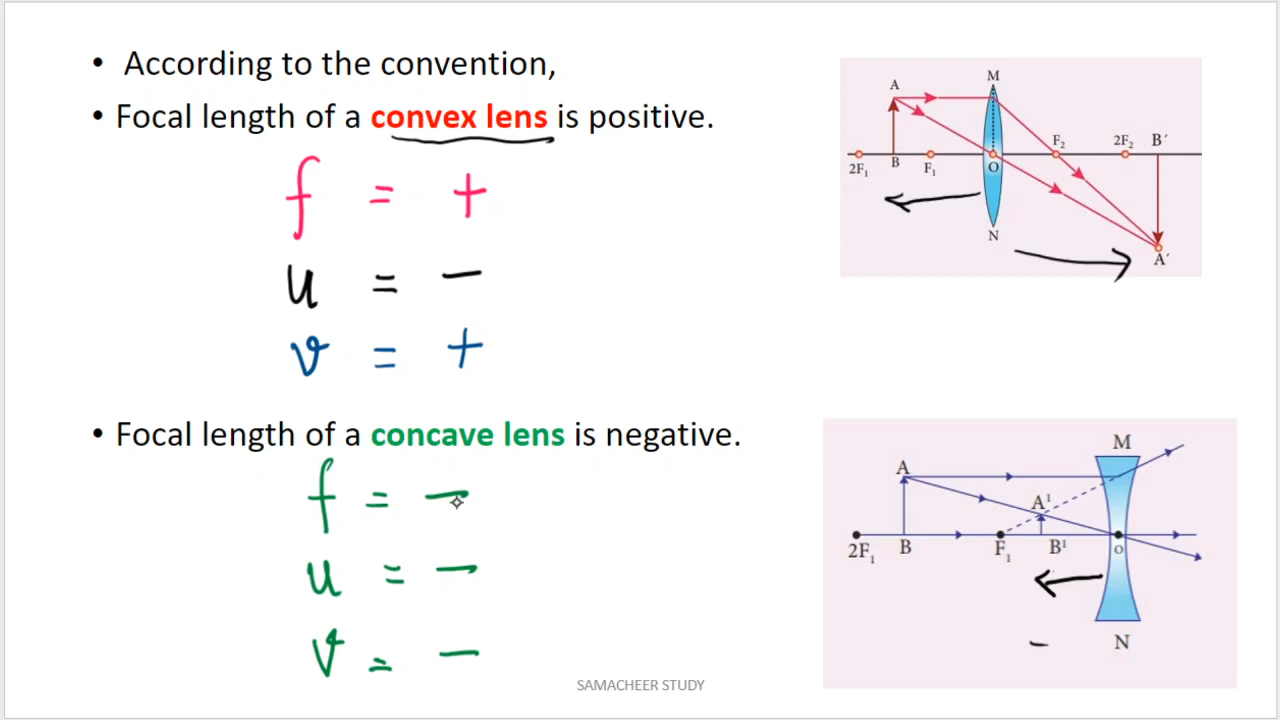 • According to the convention,
• Focal length of a convex lens is positive.
f = +
u = −
v = +
• Focal length of a concave lens is negative.
f = −
u = −
v = −
A
M
2F₁
B
F₁
O
F₂
2F₂
B′
N
A′
M
A
A¹
2F₁
B
F₁
B¹
O
−
N
SAMACHEER STUDY